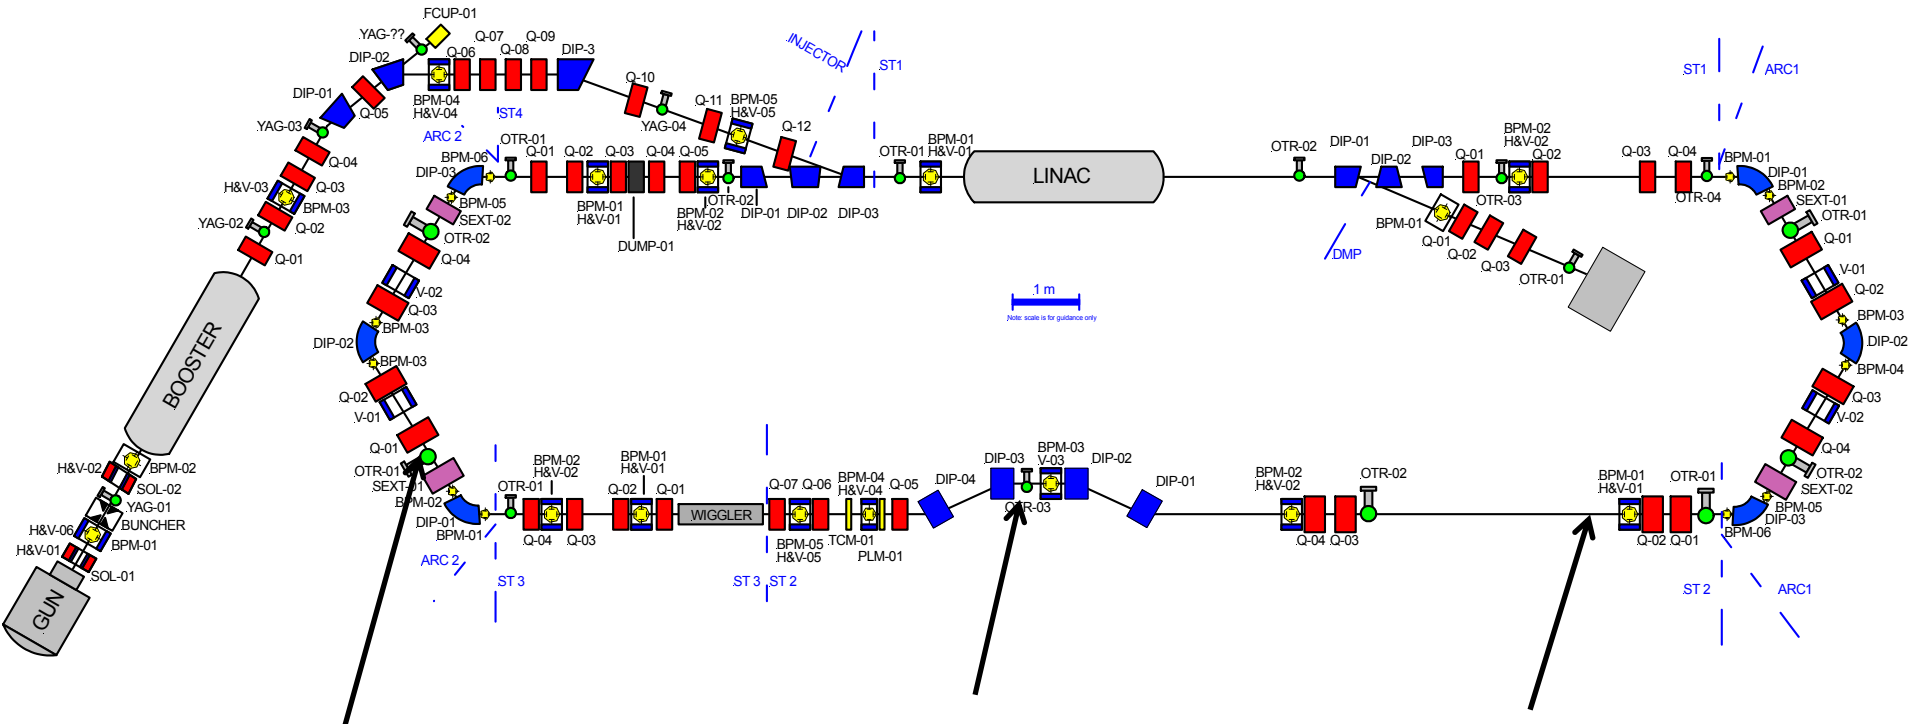 FCUP-01
YAG-??
Q-06
Q-07
Q-08
Q-09
DIP-3
DIP-02
DIP-01
Q-05
YAG-03
Q-04
Q-03
H&V-03
BPM-03
YAG-02
Q-02
Q-01
BPM-04
H&V-04
Q-10
YAG-04
Q-11
BPM-05
H&V-05
Q-12
INJECTOR
ST1
ST4
ARC 2
BOOSTER
H&V-02
BPM-02
SOL-02
YAG-01
BUNCHER
H&V-06
H&V-01
BPM-01
SOL-01
GUN
OTR-01
Q-01
Q-02
Q-03
Q-04
Q-05
BPM-01
H&V-01
DUMP-01
BPM-02
H&V-02
OTR-02
DIP-01
DIP-02
DIP-03
OTR-01
BPM-01
H&V-01
LINAC
OTR-02
DIP-01
DIP-02
DIP-03
Q-01
BPM-02
H&V-02
Q-02
OTR-03
Q-03
Q-04
OTR-04
ST1
ARC1
BPM-01
Q-01
Q-02
Q-03
OTR-01
DMP
1 m
Note: scale is for guidance only
BPM-01
DIP-01
BPM-02
SEXT-01
OTR-01
Q-01
V-01
Q-02
BPM-03
DIP-02
BPM-04
Q-03
V-02
Q-04
OTR-02
SEXT-02
BPM-05
DIP-03
BPM-06
ARC1
ST 2
OTR-01
BPM-01
H&V-01
Q-02
Q-01
OTR-02
BPM-02
H&V-02
Q-04
Q-03
DIP-01
DIP-02
BPM-03
V-03
DIP-03
OTR-03
DIP-04
Q-05
BPM-04
H&V-04
TCM-01
PLM-01
Q-06
Q-07
BPM-05
H&V-05
ST 3
ST 2
WIGGLER
Q-01
BPM-01
H&V-01
Q-02
BPM-02
H&V-02
Q-03
Q-04
OTR-01
ST 3
ARC 2
BPM-01
DIP-01
BPM-02
SEXT-01
OTR-01
Q-01
V-01
Q-02
BPM-03
DIP-02
BPM-03
Q-03
V-02
Q-04
OTR-02
SEXT-02
BPM-05
DIP-03
BPM-06